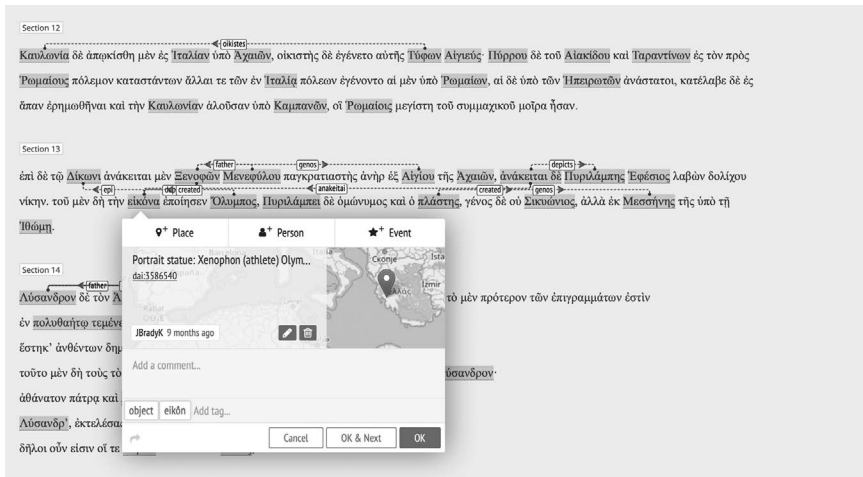 Section 12
oikistes
Καυλωνία δὲ ἀπῳκίσθη μὲν ἐς Ἰταλίαν ὑπὸ Ἀχαιῶν, οἰκιστὴς δὲ ἐγένετο αὐτῆς Τύφων Αἰγιεύς· Πύρρου δὲ τοῦ Αἰακίδου καὶ Ταραντίνων ἐς τὸν πρὸς
Ῥωμαίους πόλεμον καταστάντων ἄλλαι τε τῶν ἐν Ἰταλίᾳ πόλεων ἐγένοντο αἱ μὲν ὑπὸ Ῥωμαίων, αἱ δὲ ὑπὸ τῶν Ἠπειρωτῶν ἀνάστατοι, κατέλαβε δὲ ἐς
ἅπαν ἐρημωθῆναι καὶ τὴν Καυλωνίαν ἁλοῦσαν ὑπὸ Καμπανῶν, οἳ Ῥωμαίοις μεγίστη τοῦ συμμαχικοῦ μοῖρα ἦσαν.
Section 13
father genos depicts
ἐπὶ δὲ τῷ Δίκωνι ἀνάκειται μὲν Ξενοφῶν Μενεφύλου παγκρατιαστὴς ἀνὴρ ἐξ Αἰγίου τῆς Ἀχαιῶν, ἀνάκειται δὲ Πυριλάμπης Ἐφέσιος λαβὼν δολίχου
epi created anakeitai created genos
νίκην. τοῦ μὲν δὴ τὴν εἰκόνα ἐποίησεν Ὄλυμπος, Πυριλάμπει δὲ ὁμώνυμος καὶ ὁ πλάστης, γένος δὲ οὐ Σικυώνιος, ἀλλὰ ἐκ Μεσσήνης τῆς ὑπὸ τῇ
Ἰθώμῃ.
Place Person Event
Section 14
Portrait statue: Xenophon (athlete) Olym...
dai:3586540
Σκοπје Izmir
father
Λύσανδρον δὲ τὸν τὸ μὲν πρότερον τῶν ἐπιγραμμάτων ἐστὶν
ἐν πολυθαήτῳ
JBradyK 9 months ago
ἕστηκ’ ἀνθέντων
Add a comment...
τοῦτο μὲν δὴ τοὺς ύσανδρον·
ἀθάνατον πάτρᾳ καὶ
object eikōn Add tag...
Λύσανδρ’, ἐκτελέσας
Cancel OK & Next OK
δῆλοι οὖν εἰσιν οἵ τε